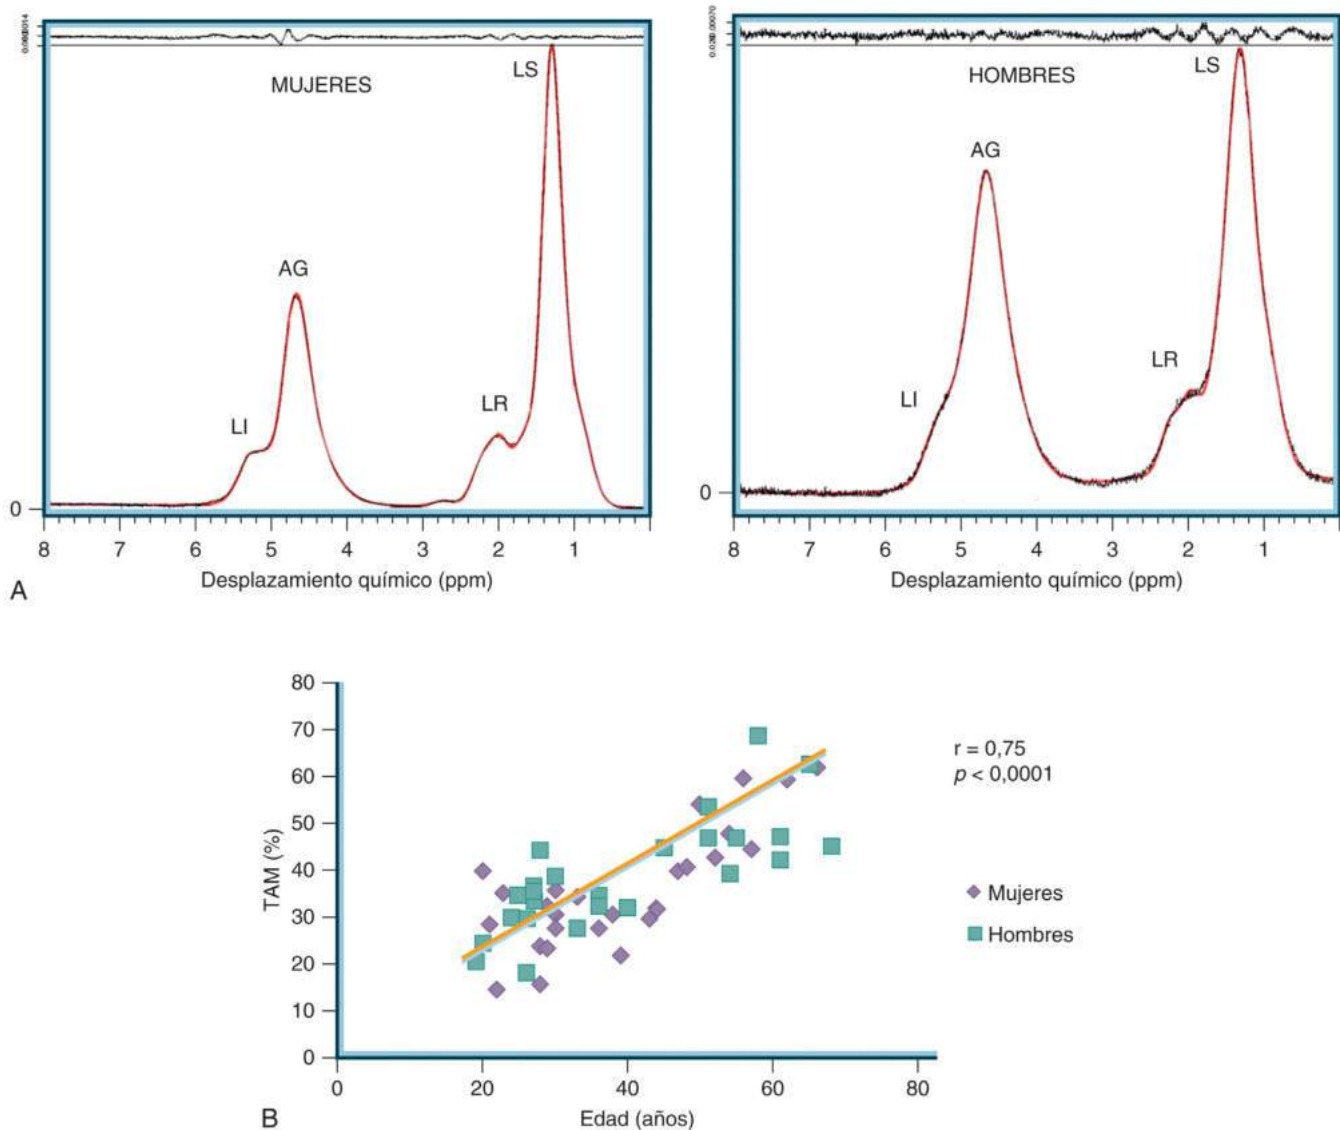 MUJERES
LS
AG
LI
LR
0
8 7 6 5 4 3 2 1
Desplazamiento químico (ppm)
A
HOMBRES
LS
AG
LI
LR
0
8 7 6 5 4 3 2 1
Desplazamiento químico (ppm)
80
70
60
50
40
30
20
10
0
TAM (%)
0 20 40 60 80
Edad (años)
B
r = 0,75
p < 0,0001
Mujeres
Hombres